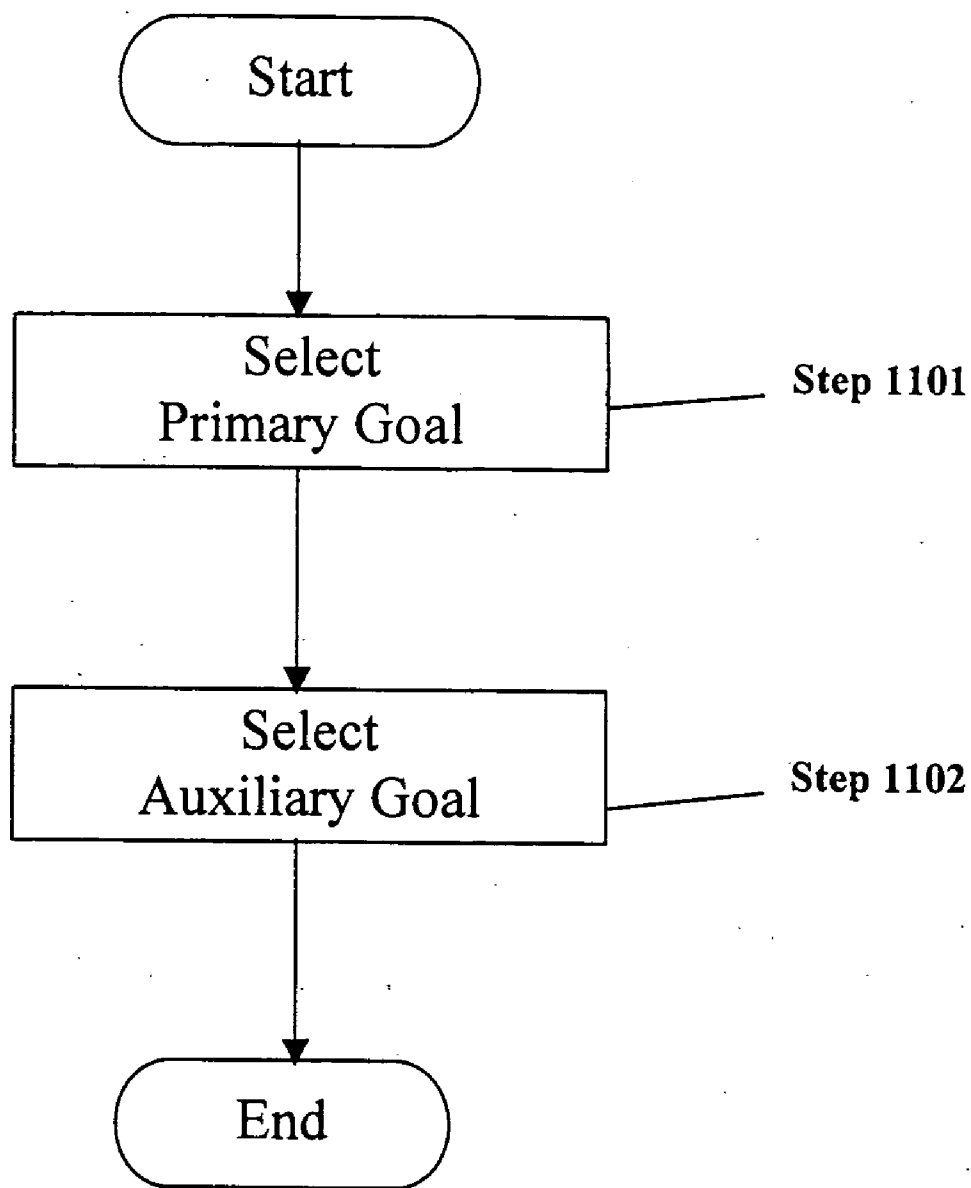 Start
Select
Primary Goal
Step 1101
Select
Auxiliary Goal
Step 1102
End